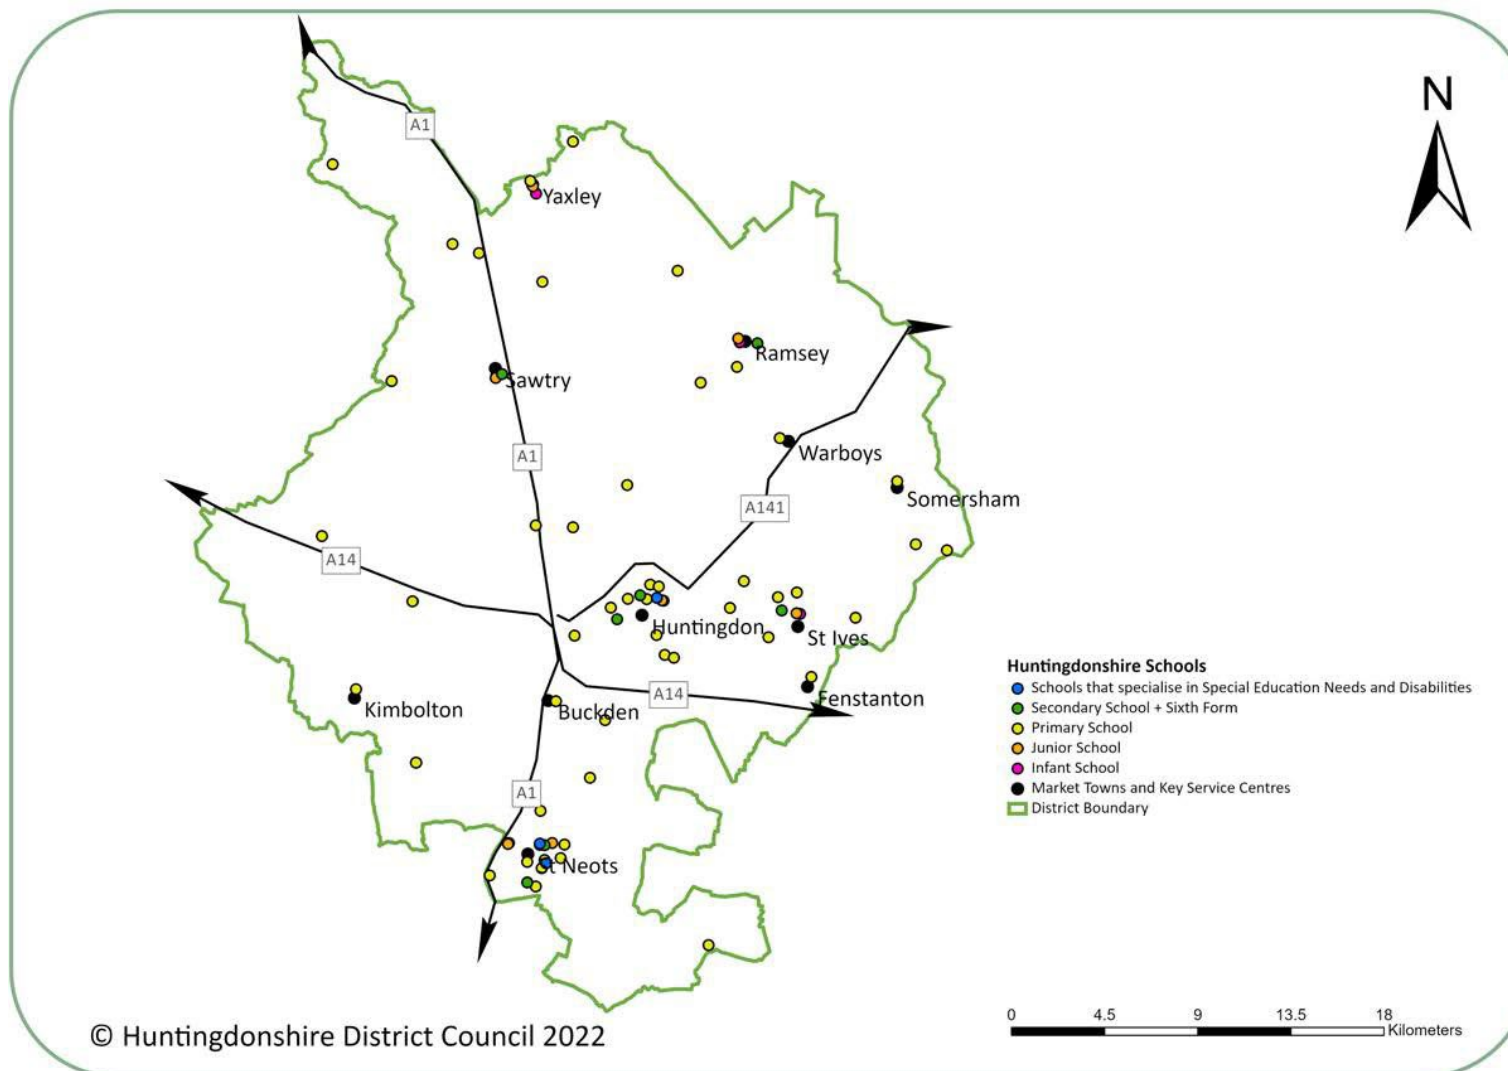 N
A1
Yaxley
Ramsey
Sawtry
A1
Warboys
Somersham
A141
A14
Huntingdon
St Ives
Kimbolton
Buckden
A14
Fenstanton
A1
St Neots
Huntingdonshire Schools
Schools that specialise in Special Education Needs and Disabilities
Secondary School + Sixth Form
Primary School
Junior School
Infant School
Market Towns and Key Service Centres
District Boundary
0 4.5 9 13.5 18
Kilometers
© Huntingdonshire District Council 2022